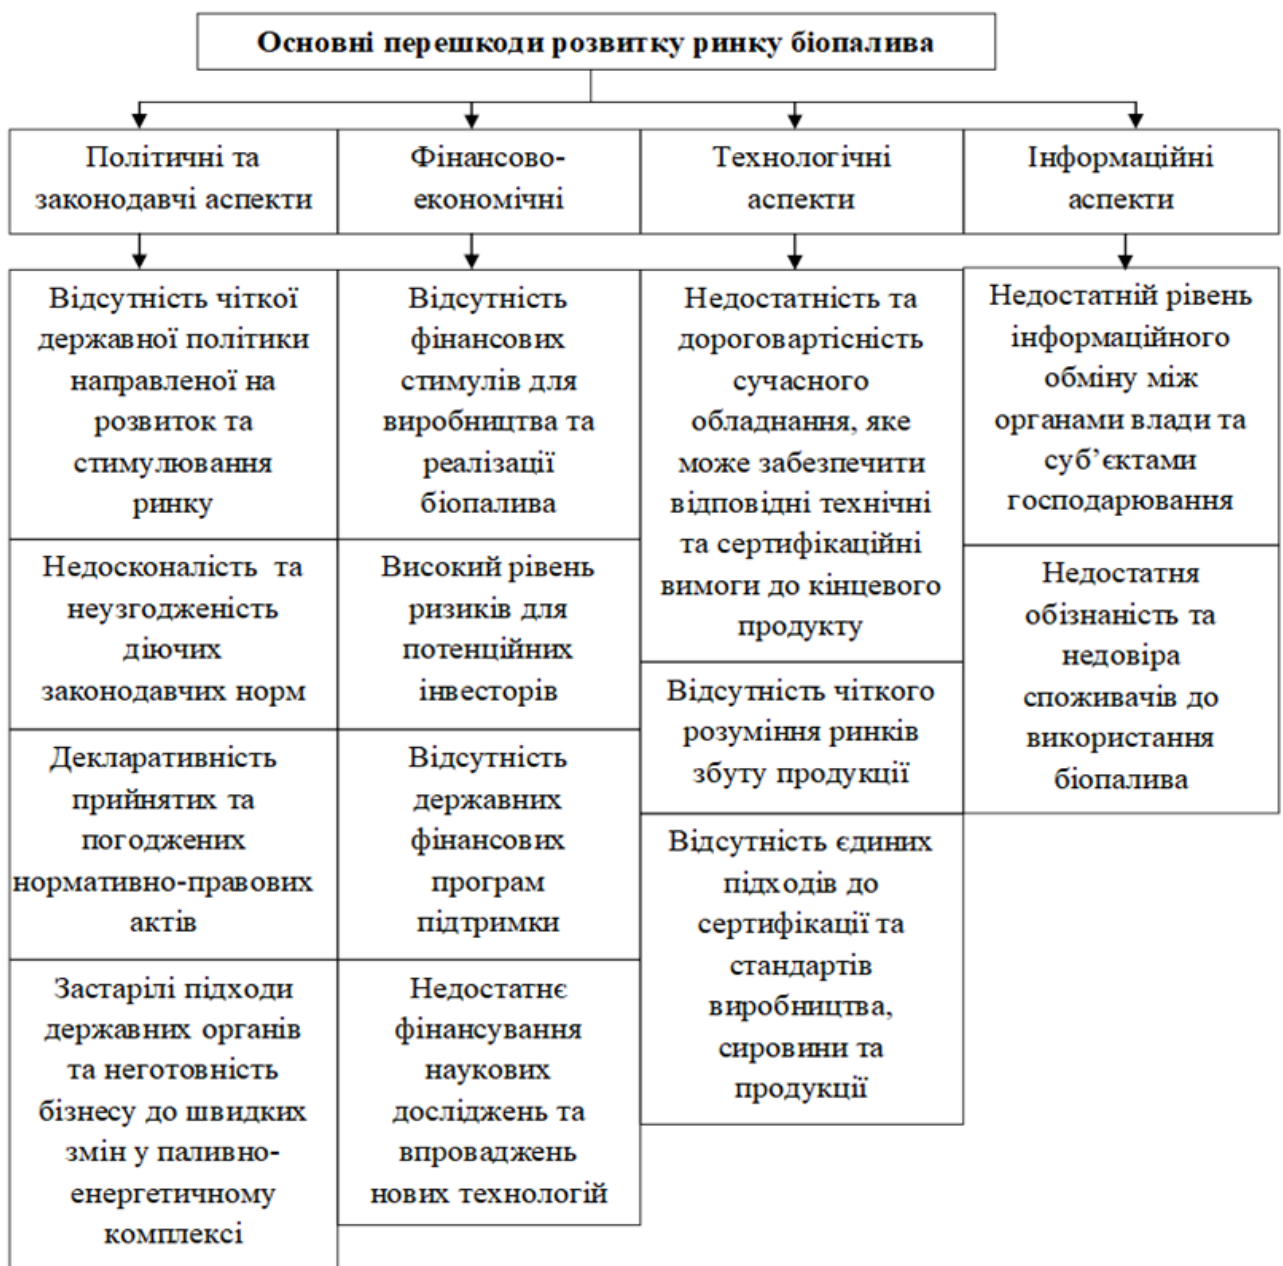 Основні перешкоди розвитку ринку біопалива
Політичні та
законодавчі аспекти
Фінансово-
економічні
Технологічні
аспекти
Інформаційні
аспекти
Відсутність чіткої
державної політики
направленої на
розвиток та
стимулювання
ринку
Недосконалість та
неузгодженість
діючих
законодавчих норм
Декларативність
прийнятих та
погоджених
нормативно-правових
актів
Застарілі підходи
державних органів
та неготовність
бізнесу до швидких
змін у паливно-
енергетичному
комплексі
Відсутність
фінансових
стимулів для
виробництва та
реалізації
біопалива
Високий рівень
ризиків для
потенційних
інвесторів
Відсутність
державних
фінансових
програм
підтримки
Недостатнє
фінансування
наукових
досліджень та
впроваджень
нових технологій
Недостатність та
дороговартісність
сучасного
обладнання, яке
може забезпечити
відповідні технічні
та сертифікаційні
вимоги до кінцевого
продукту
Відсутність чіткого
розуміння ринків
збуту продукції
Відсутність єдиних
підходів до
сертифікації та
стандартів
виробництва,
сировини та
продукції
Недостатній рівень
інформаційного
обміну між
органами влади та
суб’єктами
господарювання
Недостатня
обізнаність та
недовіра
споживачів до
використання
біопалива